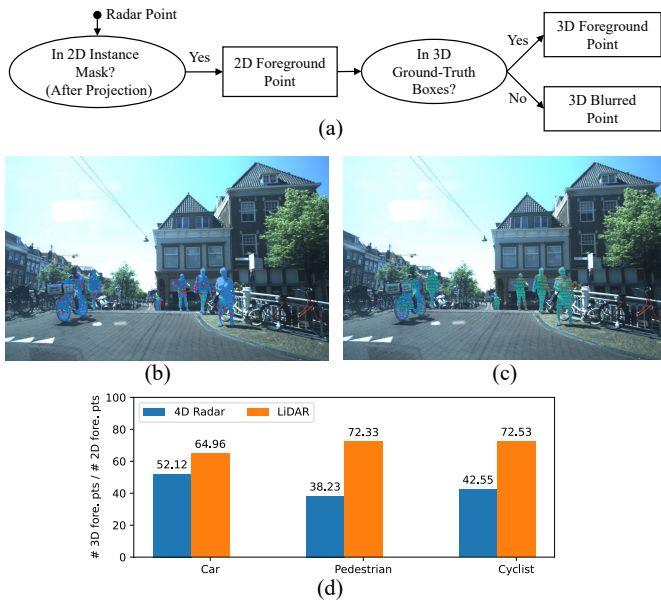 Radar Point
In 2D Instance
Mask?
(After Projection)
Yes
2D Foreground
Point
In 3D
Ground-Truth
Boxes?
Yes
No
3D Foreground
Point
3D Blurred
Point
(a)
(b)
(c)
# 3D fore. pts / # 2D fore. pts
100
80
60
40
20
0
4D Radar
LiDAR
52.12
64.96
38.23
72.33
42.55
72.53
Car
Pedestrian
Cyclist
(d)